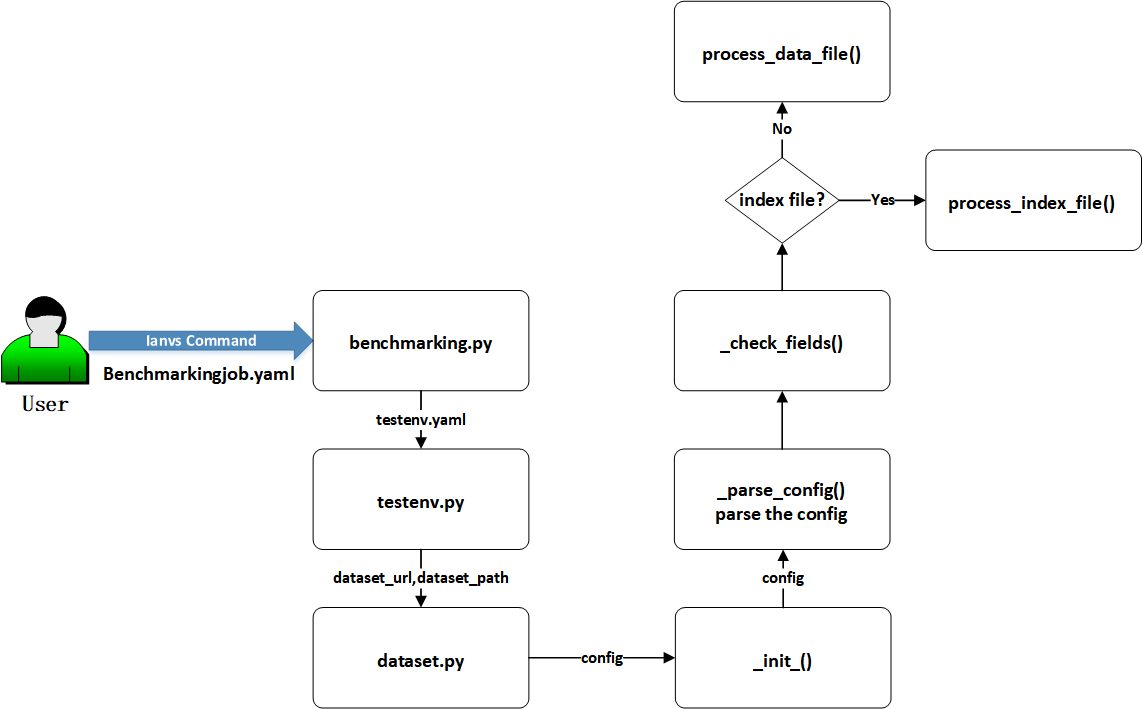 process_data_file()
No
index file?
Yes
process_index_file()
Ianvs Command
Benchmarkingjob.yaml
User
benchmarking.py
_check_fields()
testenv.yaml
testenv.py
_parse_config()
parse the config
dataset_url,dataset_path
config
dataset.py
config
_init_()